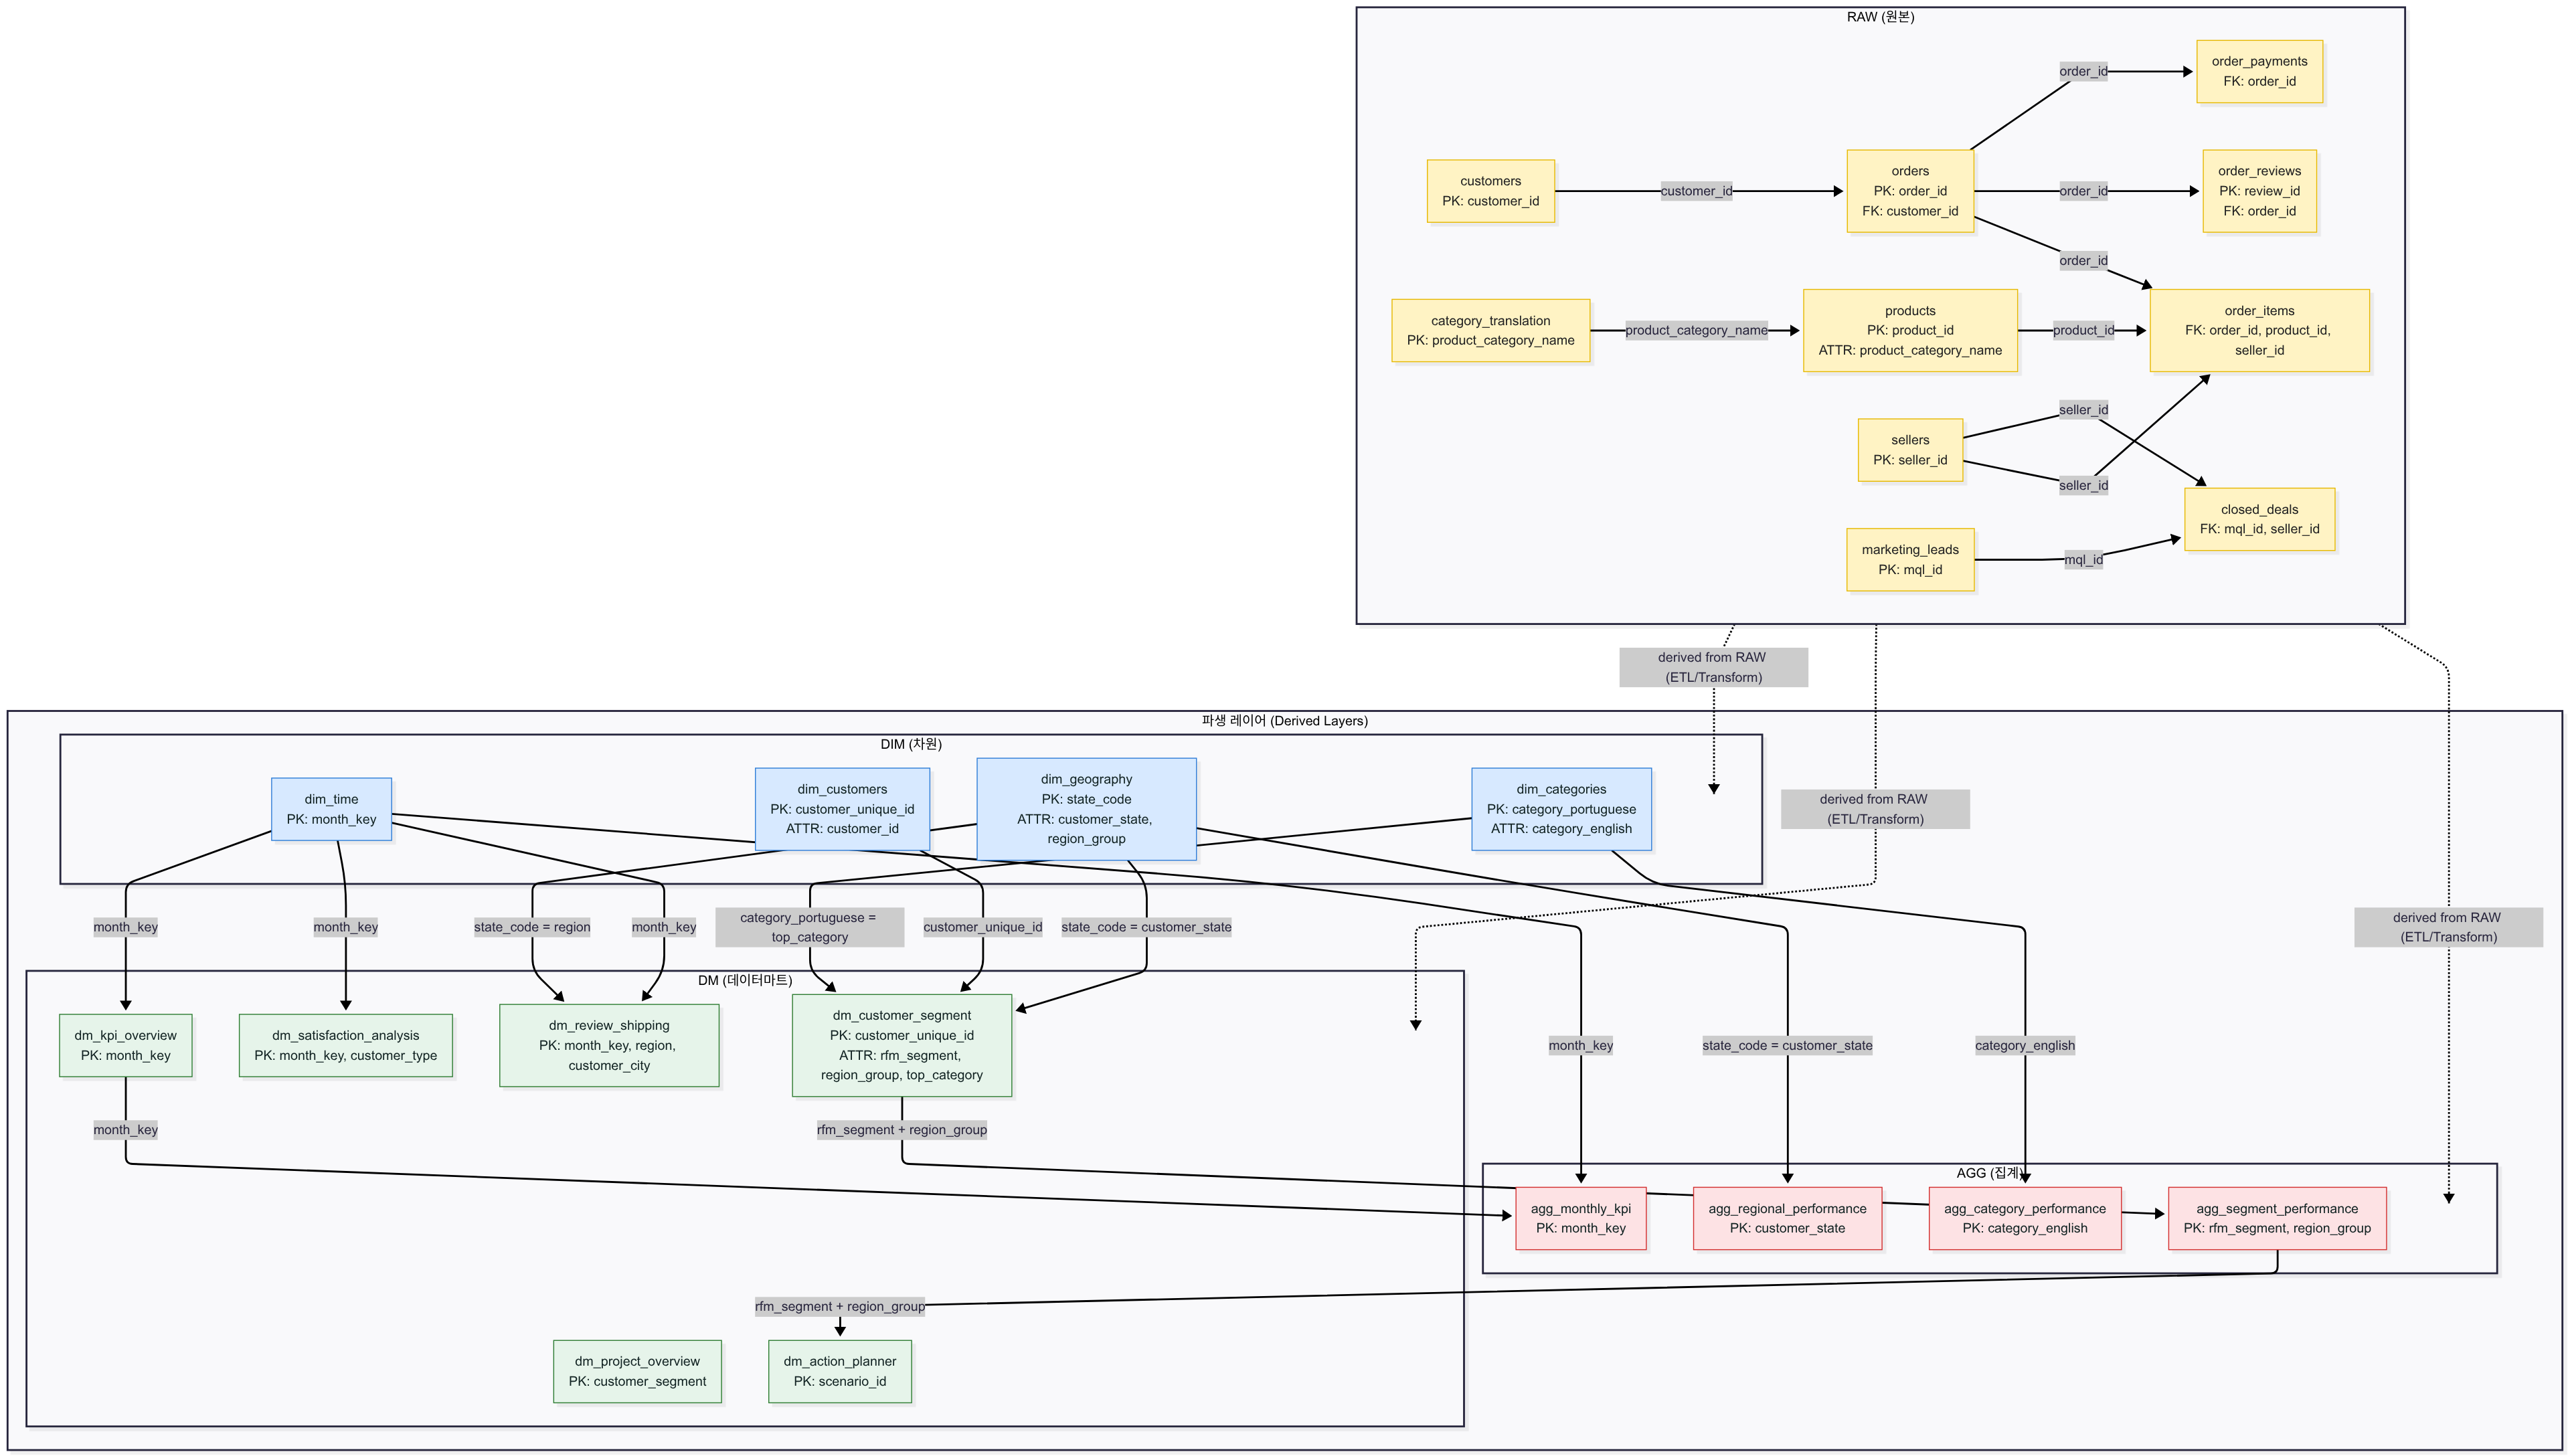 RAW (원본)
order_payments
FK: order_id
order_id
customers
PK: customer_id
customer_id
orders
PK: order_id
FK: customer_id
order_id
order_reviews
PK: review_id
FK: order_id
order_id
category_translation
PK: product_category_name
product_category_name
products
PK: product_id
ATTR: product_category_name
product_id
order_items
FK: order_id, product_id,
seller_id
sellers
PK: seller_id
seller_id
seller_id
closed_deals
FK: mql_id, seller_id
marketing_leads
PK: mql_id
mql_id
derived from RAW
(ETL/Transform)
파생 레이어 (Derived Layers)
DIM (차원)
dim_time
PK: month_key
dim_customers
PK: customer_unique_id
ATTR: customer_id
dim_geography
PK: state_code
ATTR: customer_state,
region_group
dim_categories
PK: category_portuguese
ATTR: category_english
derived from RAW
(ETL/Transform)
month_key
month_key
state_code = region
month_key
category_portuguese =
top_category
customer_unique_id
state_code = customer_state
derived from RAW
(ETL/Transform)
DM (데이터마트)
dm_kpi_overview
PK: month_key
dm_satisfaction_analysis
PK: month_key, customer_type
dm_review_shipping
PK: month_key, region,
customer_city
dm_customer_segment
PK: customer_unique_id
ATTR: rfm_segment,
region_group, top_category
month_key
state_code = customer_state
category_english
month_key
rfm_segment + region_group
AGG (집계)
agg_monthly_kpi
PK: month_key
agg_regional_performance
PK: customer_state
agg_category_performance
PK: category_english
agg_segment_performance
PK: rfm_segment, region_group
rfm_segment + region_group
dm_project_overview
PK: customer_segment
dm_action_planner
PK: scenario_id